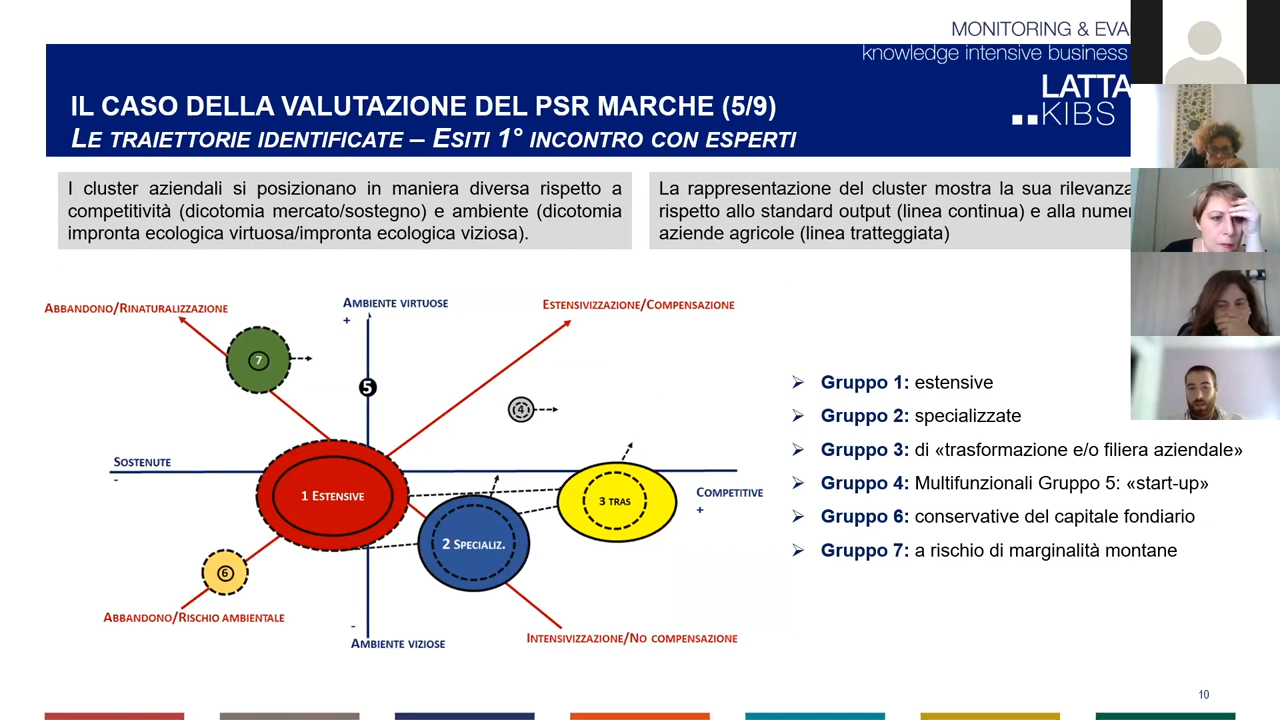 MONITORING & EVA
knowledge intensive business
LATTA
KIBS
IL CASO DELLA VALUTAZIONE DEL PSR MARCHE (5/9)
LE TRAIETTORIE IDENTIFICATE – ESITI 1° INCONTRO CON ESPERTI
I cluster aziendali si posizionano in maniera diversa rispetto a
competitività (dicotomia mercato/sostegno) e ambiente (dicotomia
impronta ecologica virtuosa/impronta ecologica viziosa).
La rappresentazione del cluster mostra la sua rilevanza
rispetto allo standard output (linea continua) e alla numer
aziende agricole (linea tratteggiata)
ABBANDONO/RINATURALIZZAZIONE
AMBIENTE VIRTUOSE
+
ESTENSIVIZZAZIONE/COMPENSAZIONE
7
5
4
SOSTENUTE
-
COMPETITIVE
+
1 ESTENSIVE
2 SPECIALIZ.
3 TRAS
6
ABBANDONO/RISCHIO AMBIENTALE
-
AMBIENTE VIZIOSE
INTENSIVIZZAZIONE/NO COMPENSAZIONE
➢ Gruppo 1: estensive
➢ Gruppo 2: specializzate
➢ Gruppo 3: di «trasformazione e/o filiera aziendale»
➢ Gruppo 4: Multifunzionali Gruppo 5: «start-up»
➢ Gruppo 6: conservative del capitale fondiario
➢ Gruppo 7: a rischio di marginalità montane
10